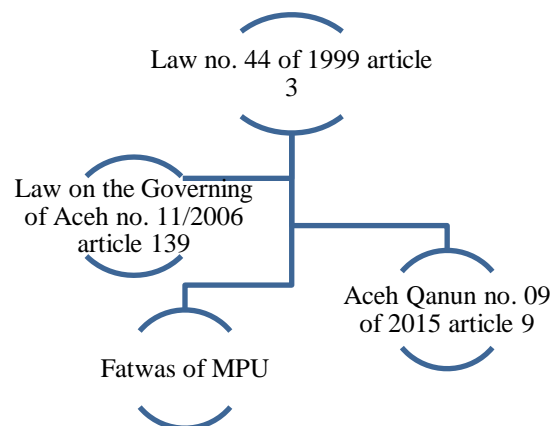 Law no. 44 of 1999 article
3
Law on the Governing
of Aceh no. 11/2006
article 139
Aceh Qanun no. 09
of 2015 article 9
Fatwas of MPU